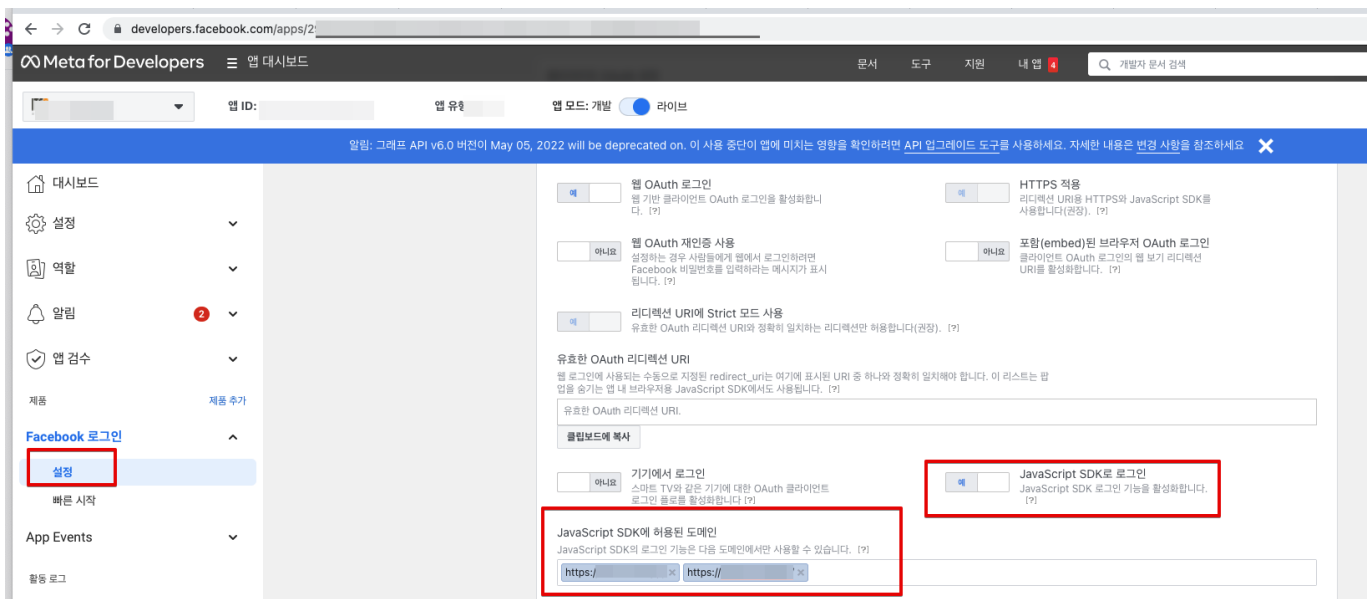 developers.facebook.com/apps/2
Meta for Developers
앱 대시보드
문서
도구
지원
내 앱 4
개발자 문서 검색
앱 ID:
앱 유형
앱 모드: 개발
라이브
알림: 그래프 API v6.0 버전이 May 05, 2022 will be deprecated on. 이 사용 중단이 앱에 미치는 영향을 확인하려면 API 업그레이드 도구를 사용하세요. 자세한 내용은 변경 사항을 참조하세요
대시보드
설정
역할
알림 2
앱 검수
제품
제품 추가
Facebook 로그인
설정
빠른 시작
App Events
활동 로그
예
웹 OAuth 로그인
웹 기반 클라이언트 OAuth 로그인을 활성화합니
다. [?]
예
HTTPS 적용
리디렉션 URI용 HTTPS와 JavaScript SDK를
사용합니다(권장). [?]
아니요
웹 OAuth 재인증 사용
설정하는 경우 사람들에게 웹에서 로그인하려면
Facebook 비밀번호를 입력하라는 메시지가 표시
됩니다. [?]
아니요
포함(embed)된 브라우저 OAuth 로그인
클라이언트 OAuth 로그인의 웹 보기 리디렉션
URI를 활성화합니다. [?]
예
리디렉션 URI에 Strict 모드 사용
유효한 OAuth 리디렉션 URI와 정확히 일치하는 리디렉션만 허용합니다(권장). [?]
유효한 OAuth 리디렉션 URI
웹 로그인에 사용되는 수동으로 지정된 redirect_uri는 여기에 표시된 URI 중 하나와 정확히 일치해야 합니다. 이 리스트는 팝
업을 숨기는 앱 내 브라우저용 JavaScript SDK에서도 사용됩니다. [?]
유효한 OAuth 리디렉션 URI.
클립보드에 복사
아니요
기기에서 로그인
스마트 TV와 같은 기기에 대한 OAuth 클라이언트
로그인 플로를 활성화합니다 [?]
예
JavaScript SDK로 로그인
JavaScript SDK 로그인 기능을 활성화합니다.
[?]
JavaScript SDK에 허용된 도메인
JavaScript SDK의 로그인 기능은 다음 도메인에서만 사용할 수 있습니다. [?]
https:/
https://